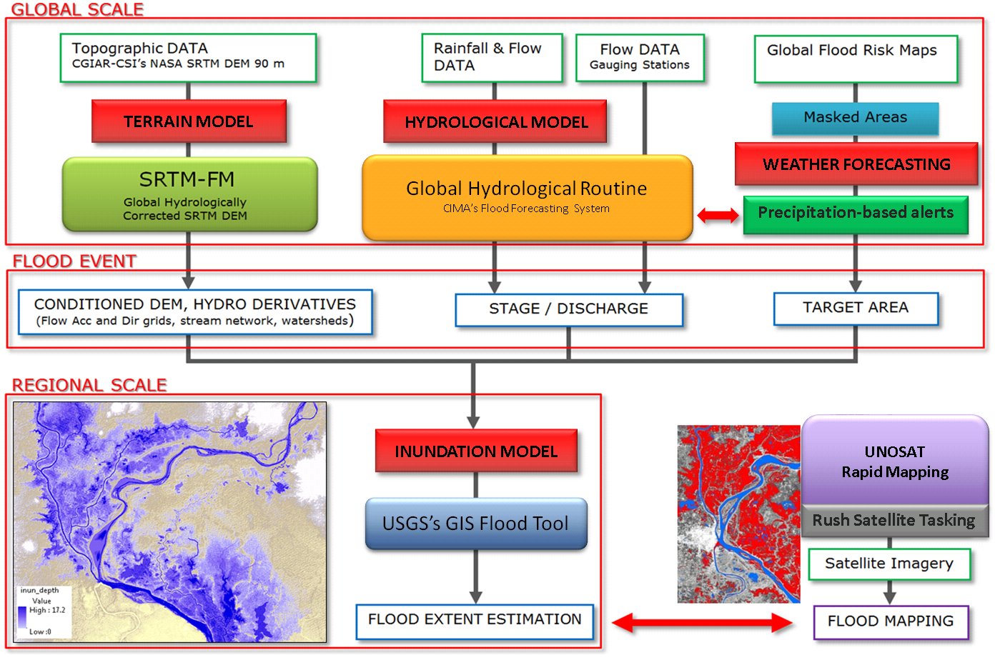 GLOBAL SCALE
Topographic DATA
CGIAR-CSI's NASA SRTM DEM 90 m
Rainfall & Flow
DATA
Flow DATA
Gauging Stations
Global Flood Risk Maps
TERRAIN MODEL
HYDROLOGICAL MODEL
Masked Areas
WEATHER FORECASTING
SRTM-FM
Global Hydrologically
Corrected SRTM DEM
Global Hydrological Routine
CIMA's Flood Forecasting System
Precipitation-based alerts
FLOOD EVENT
CONDITIONED DEM, HYDRO DERIVATIVES
(Flow Acc and Dir grids, stream network, watersheds)
STAGE / DISCHARGE
TARGET AREA
REGIONAL SCALE
INUNDATION MODEL
USGS's GIS Flood Tool
FLOOD EXTENT ESTIMATION
inun_depth
Value
High : 17.2
Low :0
UNOSAT
Rapid Mapping
Rush Satellite Tasking
Satellite Imagery
FLOOD MAPPING